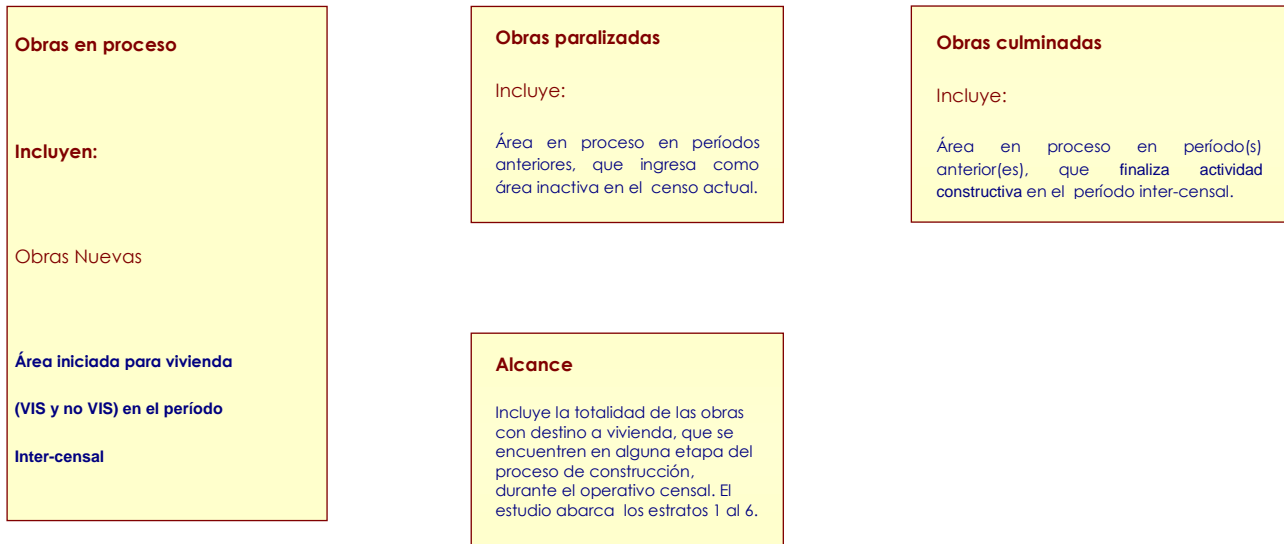 Obras en proceso
Incluyen:
Obras Nuevas
Área iniciada para vivienda
(VIS y no VIS) en el período
Inter-censal
Obras paralizadas
Incluye:
Área en proceso en períodos
anteriores, que ingresa como
área inactiva en el censo actual.
Obras culminadas
Incluye:
Área en proceso en período(s)
anterior(es), que finaliza actividad
constructiva en el período inter-censal.
Alcance
Incluye la totalidad de las obras
con destino a vivienda, que se
encuentren en alguna etapa del
proceso de construcción,
durante el operativo censal. El
estudio abarca los estratos 1 al 6.